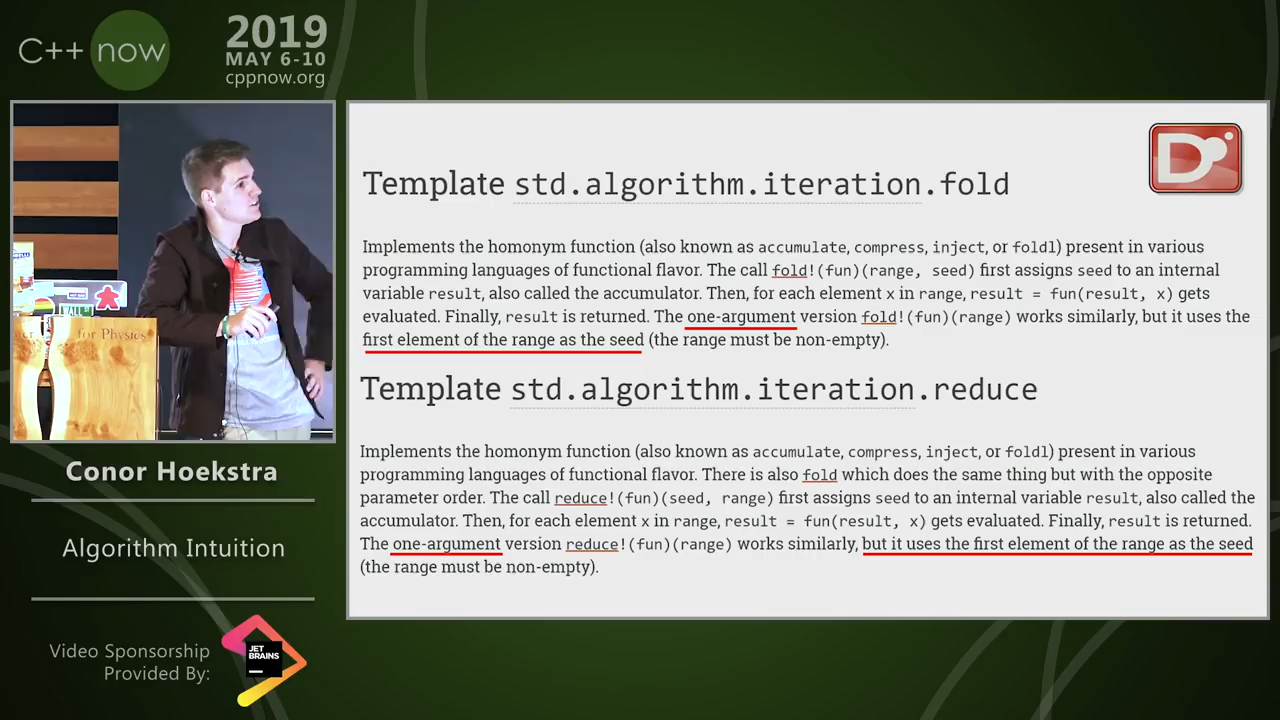 C++ now
2019
MAY 6-10
cppnow.org
for Physics
Template std.algorithm.iteration.fold
Implements the homonym function (also known as accumulate, compress, inject, or foldl) present in various
programming languages of functional flavor. The call fold!(fun)(range, seed) first assigns seed to an internal
variable result, also called the accumulator. Then, for each element x in range, result = fun(result, x) gets
evaluated. Finally, result is returned. The one-argument version fold!(fun)(range) works similarly, but it uses the
first element of the range as the seed (the range must be non-empty).
Template std.algorithm.iteration.reduce
Implements the homonym function (also known as accumulate, compress, inject, or foldl) present in various
programming languages of functional flavor. There is also fold which does the same thing but with the opposite
parameter order. The call reduce!(fun)(seed, range) first assigns seed to an internal variable result, also called the
accumulator. Then, for each element x in range, result = fun(result, x) gets evaluated. Finally, result is returned.
The one-argument version reduce!(fun)(range) works similarly, but it uses the first element of the range as the seed
(the range must be non-empty).
D
Conor Hoekstra
Algorithm Intuition
Video Sponsorship
Provided By:
JET
BRAINS